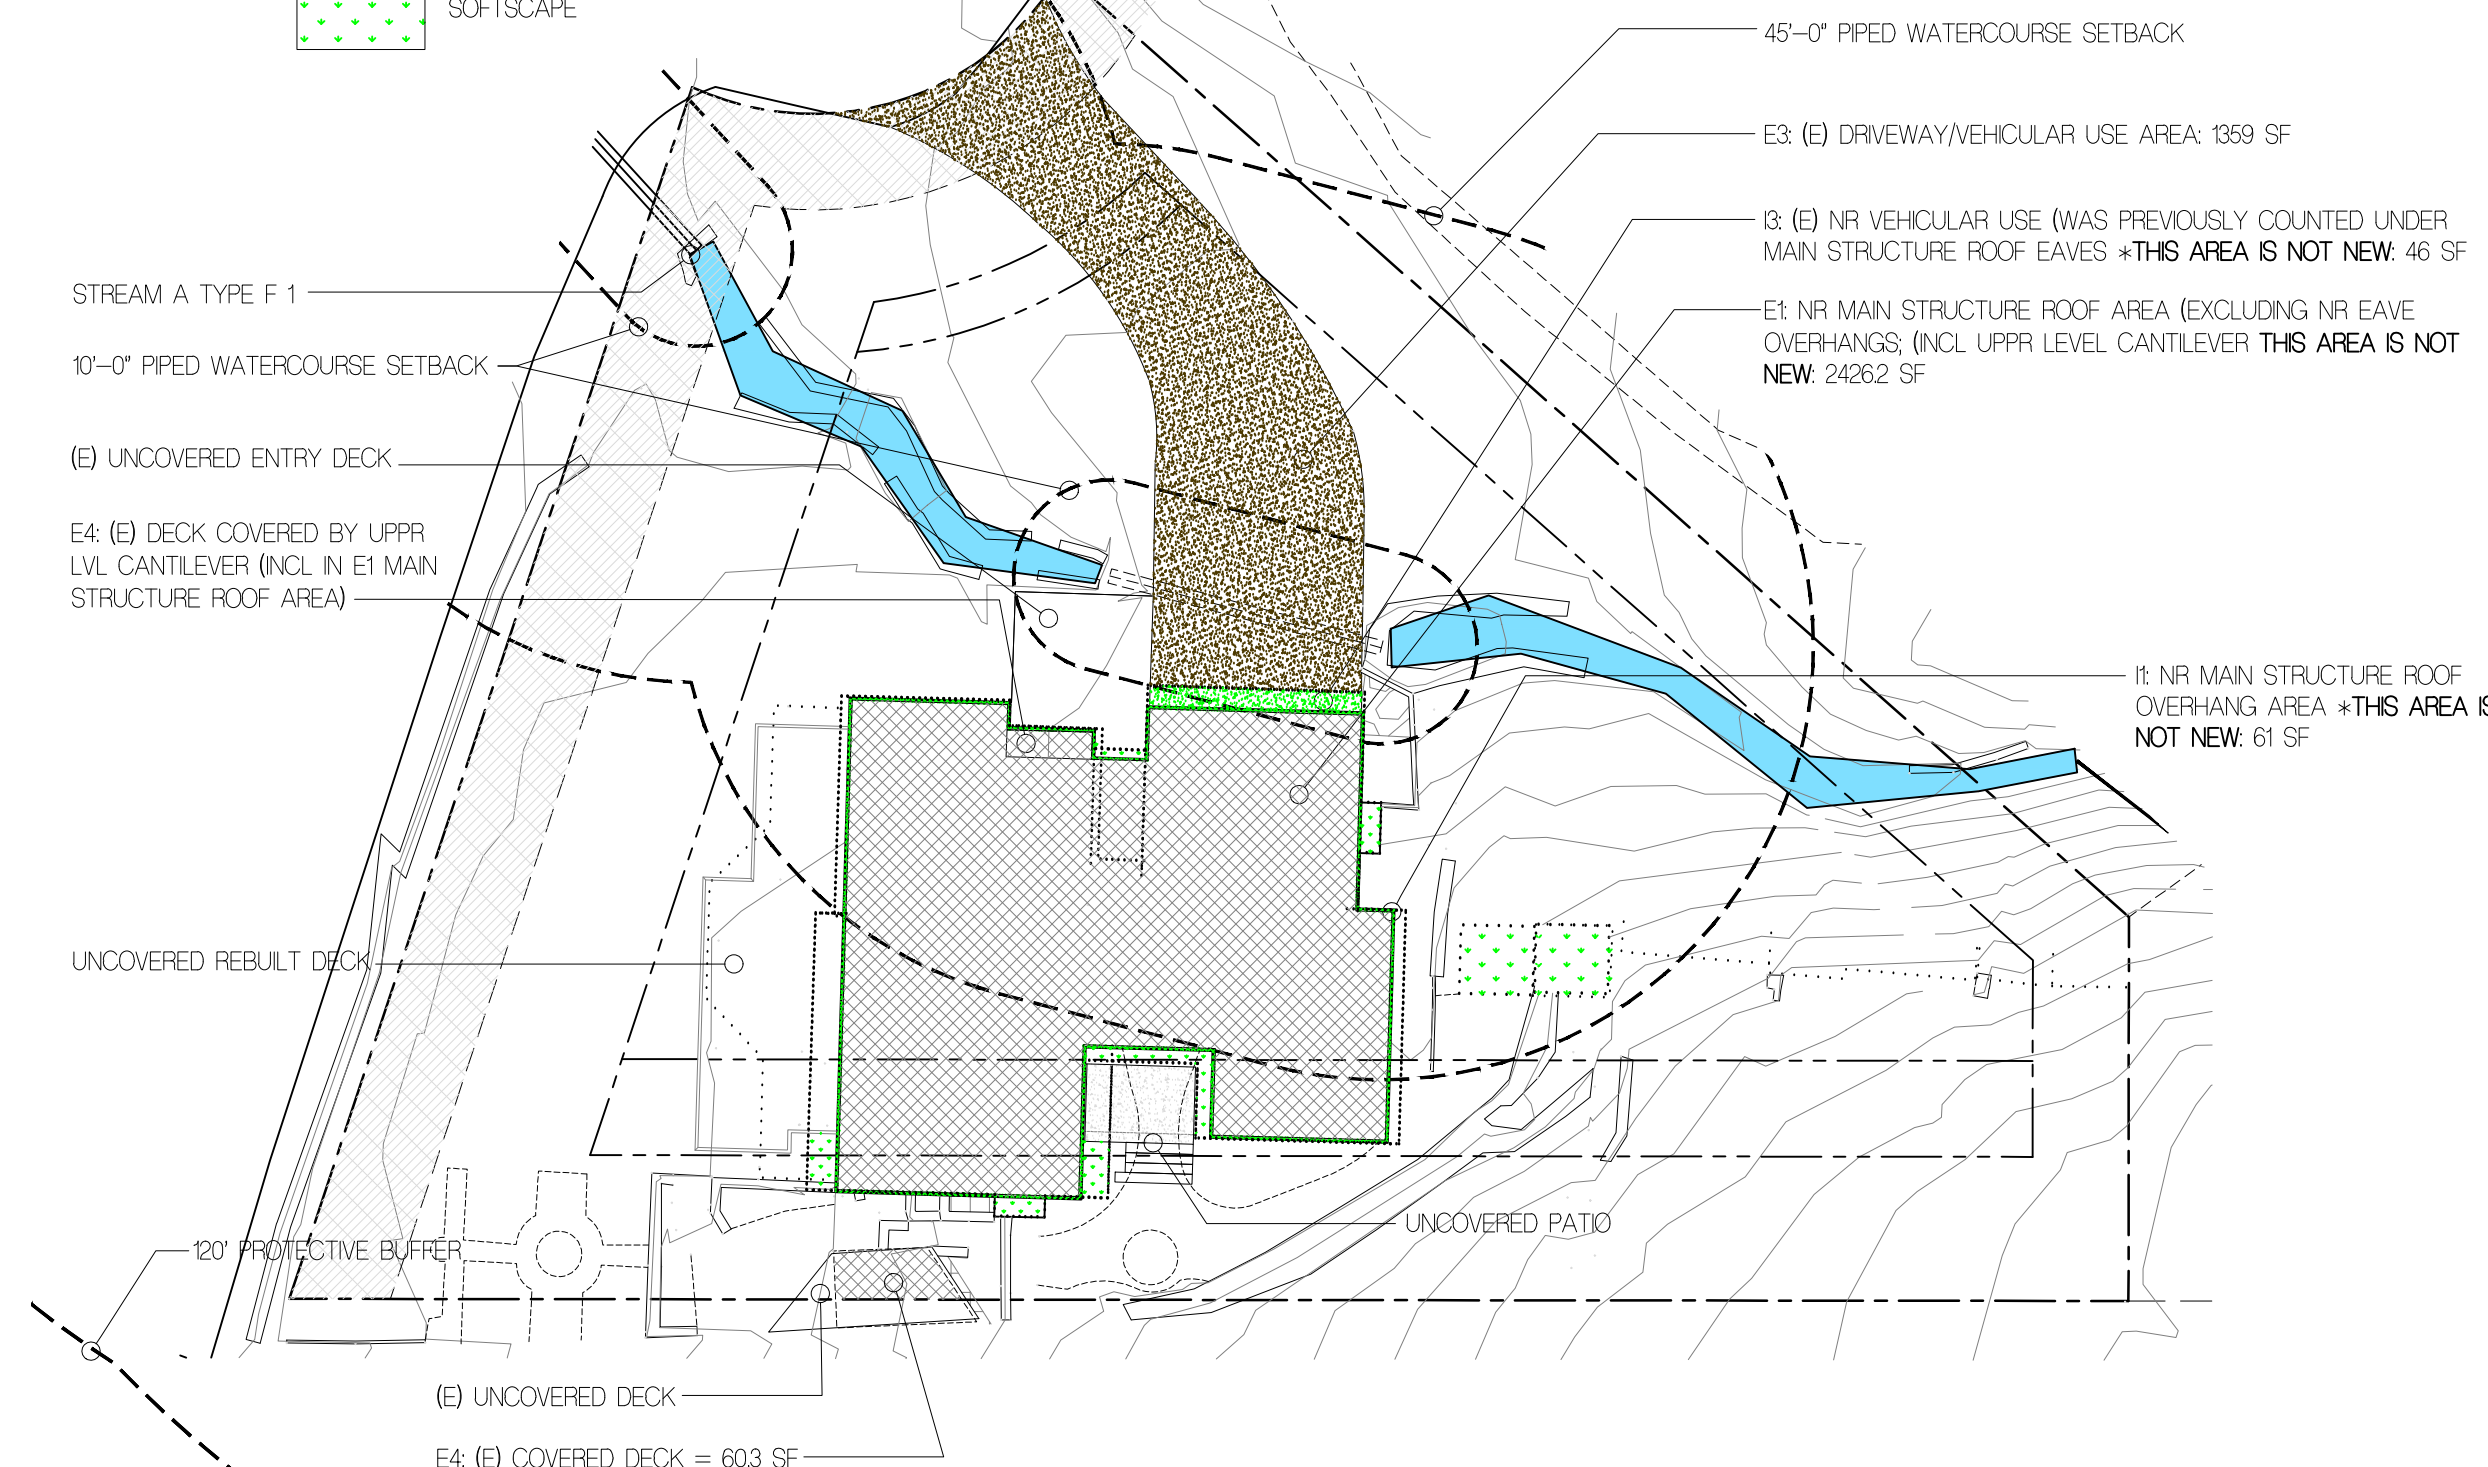 SOFTSCAPE
45'-0" PIPED WATERCOURSE SETBACK
E3: (E) DRIVEWAY/VEHICULAR USE AREA: 1359 SF
I3: (E) NR VEHICULAR USE (WAS PREVIOUSLY COUNTED UNDER
MAIN STRUCTURE ROOF EAVES *THIS AREA IS NOT NEW: 46 SF
E1: NR MAIN STRUCTURE ROOF AREA (EXCLUDING NR EAVE
OVERHANGS; (INCL UPPR LEVEL CANTILEVER THIS AREA IS NOT
NEW: 2426.2 SF
STREAM A TYPE F 1
10'-0" PIPED WATERCOURSE SETBACK
(E) UNCOVERED ENTRY DECK
E4: (E) DECK COVERED BY UPPR
LVL CANTILEVER (INCL IN E1 MAIN
STRUCTURE ROOF AREA)
I1: NR MAIN STRUCTURE ROOF
OVERHANG AREA *THIS AREA IS
NOT NEW: 61 SF
UNCOVERED REBUILT DECK
UNCOVERED PATIO
120' PROTECTIVE BUFFER
(E) UNCOVERED DECK
E4: (E) COVERED DECK = 60.3 SF